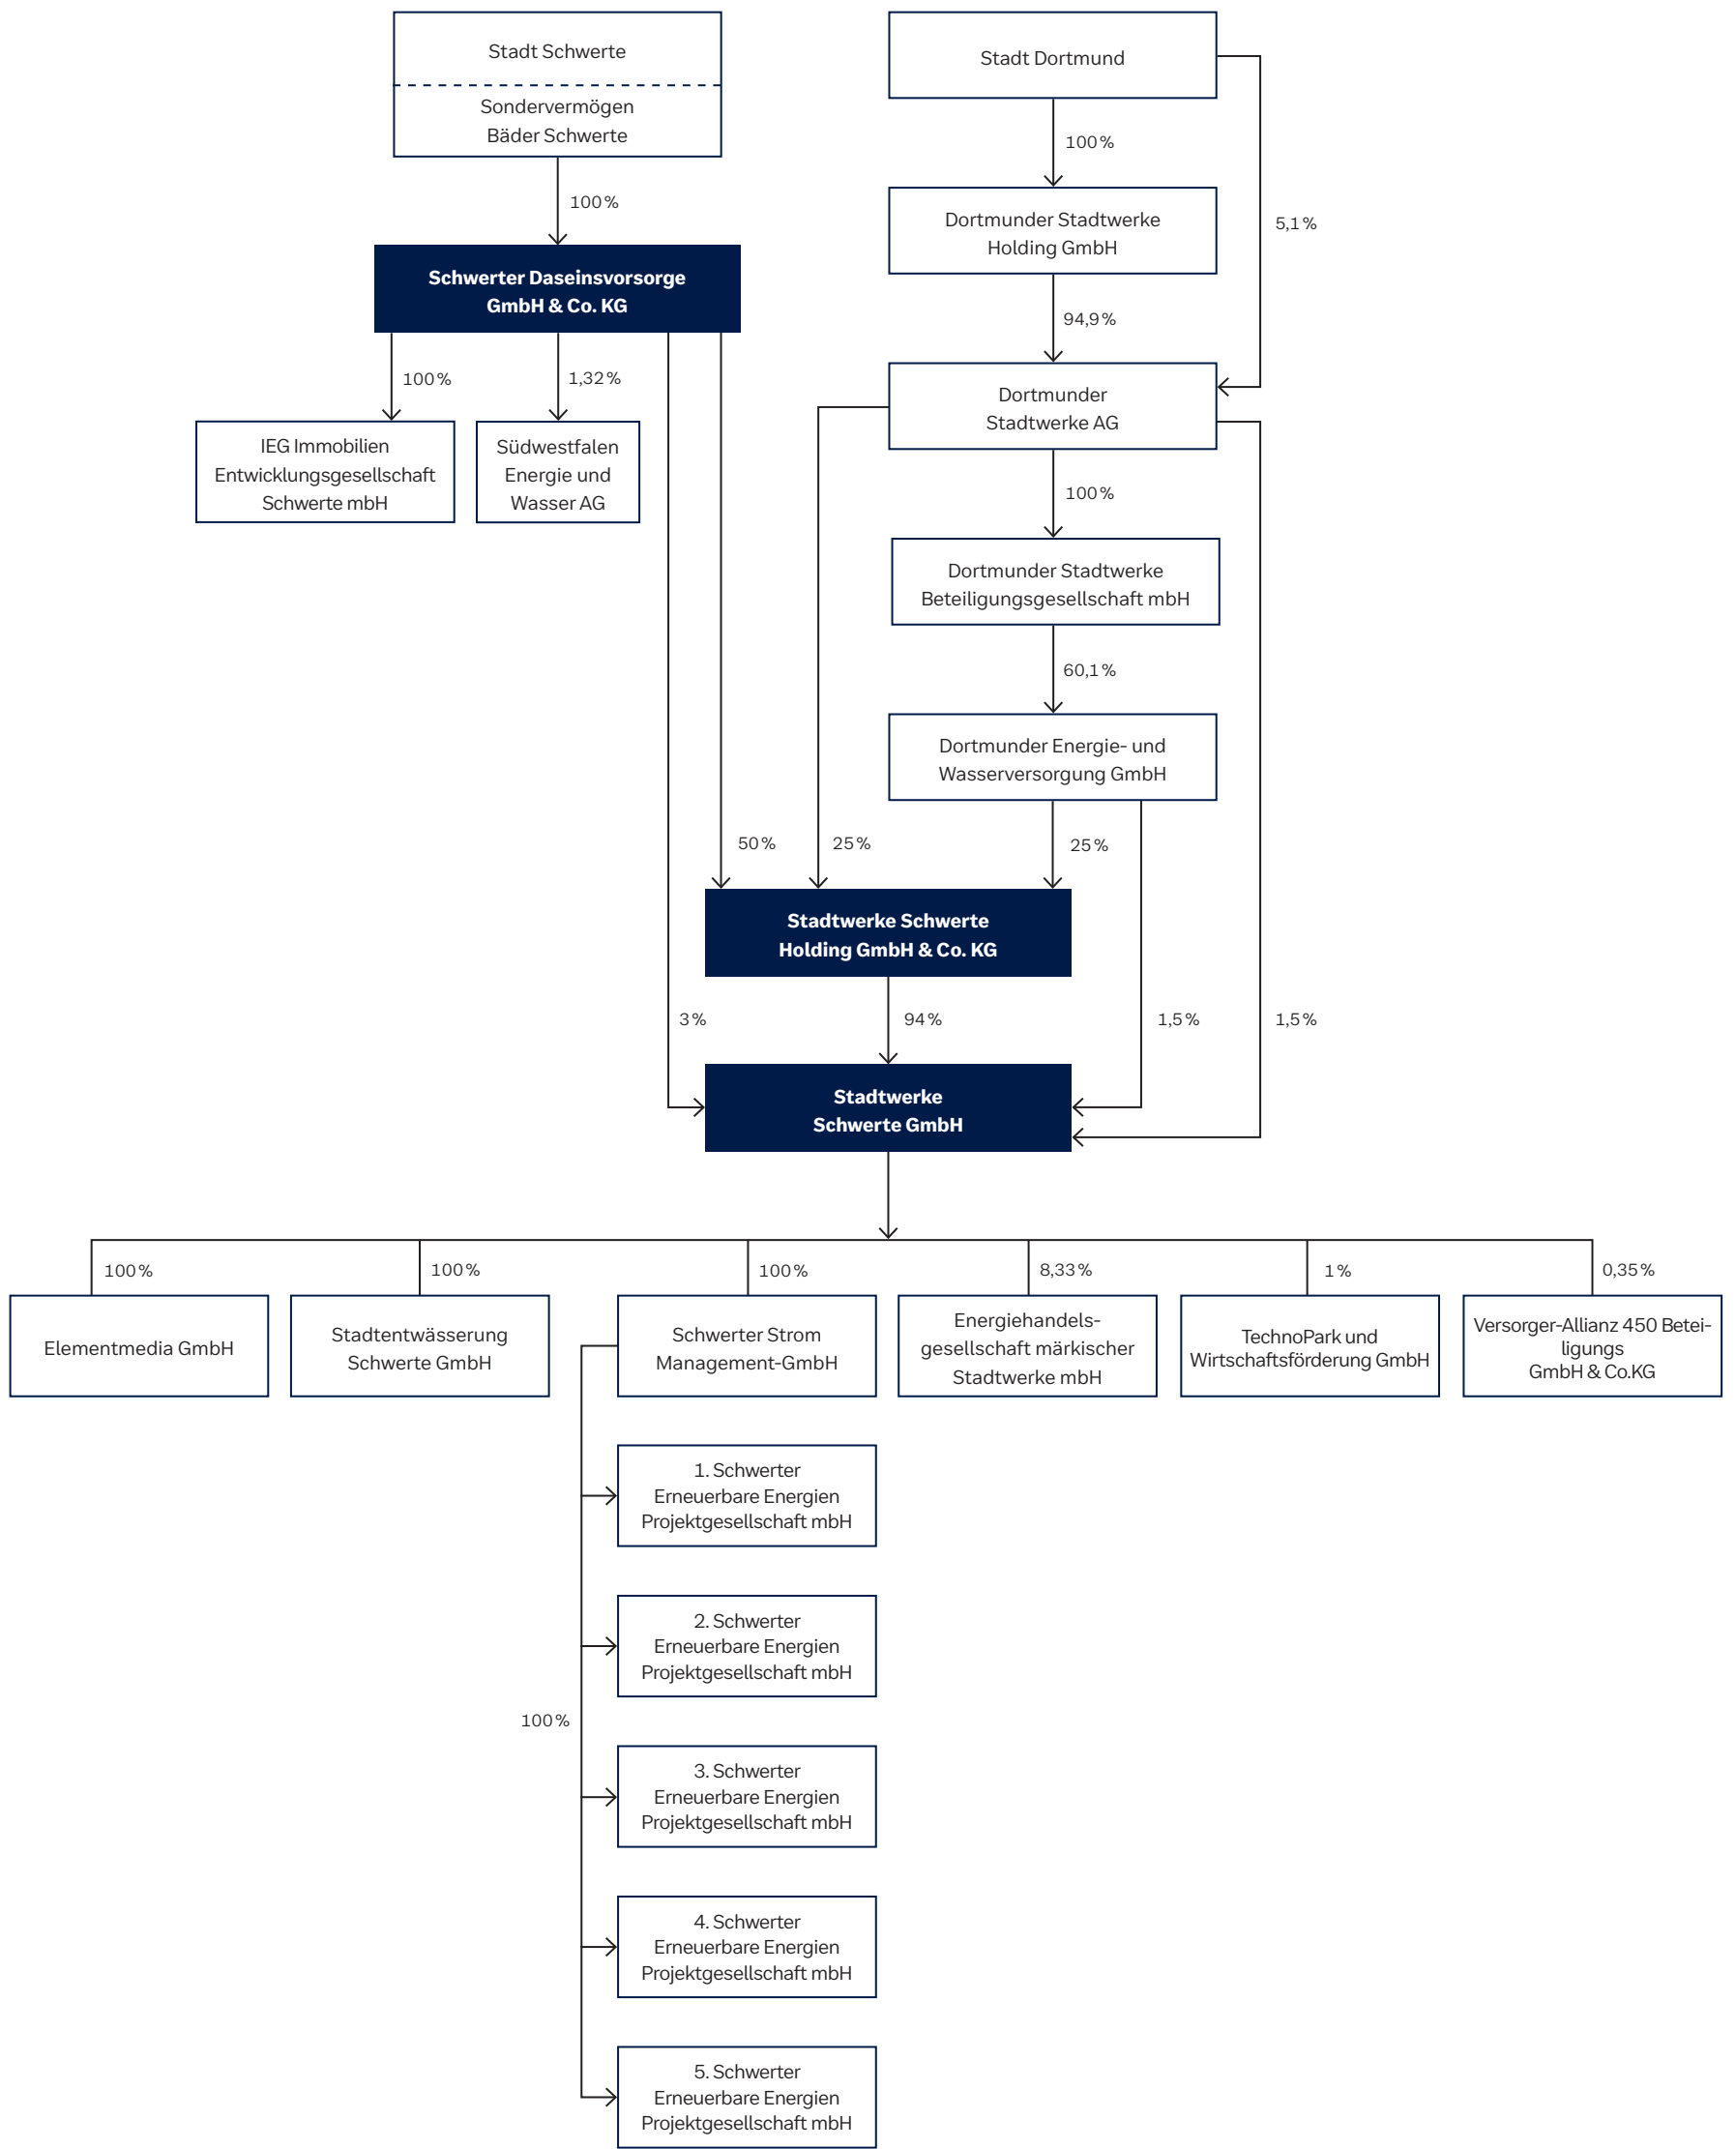 Stadt Schwerte
Sondervermögen
Bäder Schwerte
Stadt Dortmund
100 %
5,1 %
Dortmunder Stadtwerke
Holding GmbH
100 %
Schwerter Daseinsvorsorge
GmbH & Co. KG
94,9 %
100 %
1,32 %
Dortmunder
Stadtwerke AG
IEG Immobilien
Entwicklungsgesellschaft
Schwerte mbH
Südwestfalen
Energie und
Wasser AG
100 %
Dortmunder Stadtwerke
Beteiligungsgesellschaft mbH
60,1 %
Dortmunder Energie- und
Wasserversorgung GmbH
50 %
25 %
25 %
Stadtwerke Schwerte
Holding GmbH & Co. KG
3 %
94 %
1,5 %
1,5 %
Stadtwerke
Schwerte GmbH
100 %
100 %
100 %
8,33 %
1 %
0,35 %
Elementmedia GmbH
Stadtentwässerung
Schwerte GmbH
Schwerter Strom
Management-GmbH
Energiehandels-
gesellschaft märkischer
Stadtwerke mbH
TechnoPark und
Wirtschaftsförderung GmbH
Versorger-Allianz 450 Betei-
ligungs
GmbH & Co.KG
1. Schwerter
Erneuerbare Energien
Projektgesellschaft mbH
2. Schwerter
Erneuerbare Energien
Projektgesellschaft mbH
100 %
3. Schwerter
Erneuerbare Energien
Projektgesellschaft mbH
4. Schwerter
Erneuerbare Energien
Projektgesellschaft mbH
5. Schwerter
Erneuerbare Energien
Projektgesellschaft mbH